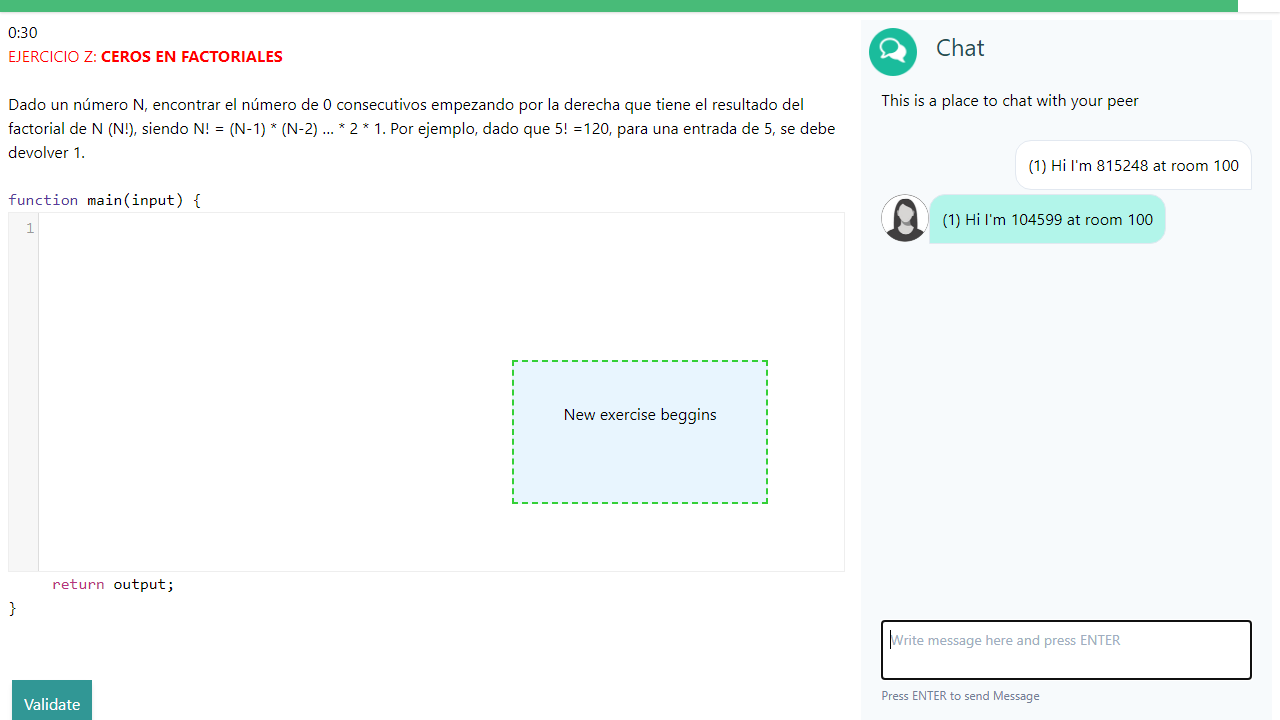 0:30
EJERCICIO Z: CEROS EN FACTORIALES
Dado un número N, encontrar el número de 0 consecutivos empezando por la derecha que tiene el resultado del
factorial de N (N!), siendo N! = (N-1) * (N-2) ... * 2 * 1. Por ejemplo, dado que 5! =120, para una entrada de 5, se debe
devolver 1.
function main(input) {
1
New exercise beggins
return output;
}
Validate
Chat
This is a place to chat with your peer
(1) Hi I'm 815248 at room 100
(1) Hi I'm 104599 at room 100
Write message here and press ENTER
Press ENTER to send Message